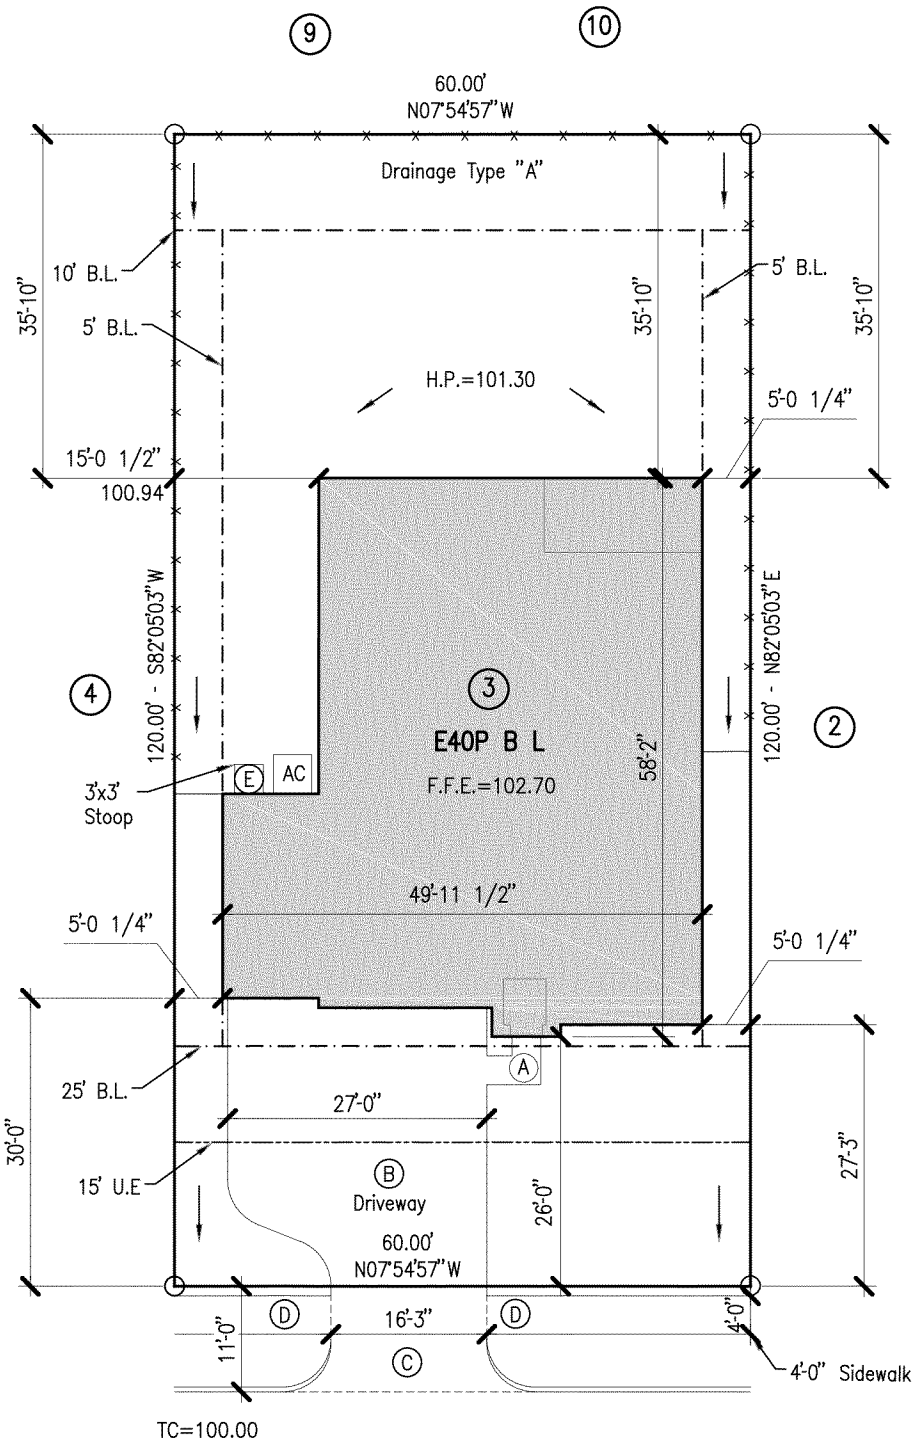 9
10
60.00'
N07°54'57"W
Drainage Type "A"
10' B.L.
5' B.L.
5' B.L.
35'-10"
35'-10"
35'-10"
H.P.=101.30
5'-0 1/4"
15'-0 1/2"
100.94
120.00' - S82°05'03"W
120.00' - N82°05'03"E
4
3
2
E40P B L
F.F.E.=102.70
58'-2"
E
AC
3'x3'
Stoop
49'-11 1/2"
5'-0 1/4"
5'-0 1/4"
A
25' B.L.
27'-0"
30'-0"
27'-3"
15' U.E
B
Driveway
26'-0"
60.00'
N07°54'57"W
D
16'-3"
D
11'-0"
4'-0"
C
4'-0" Sidewalk
TC=100.00